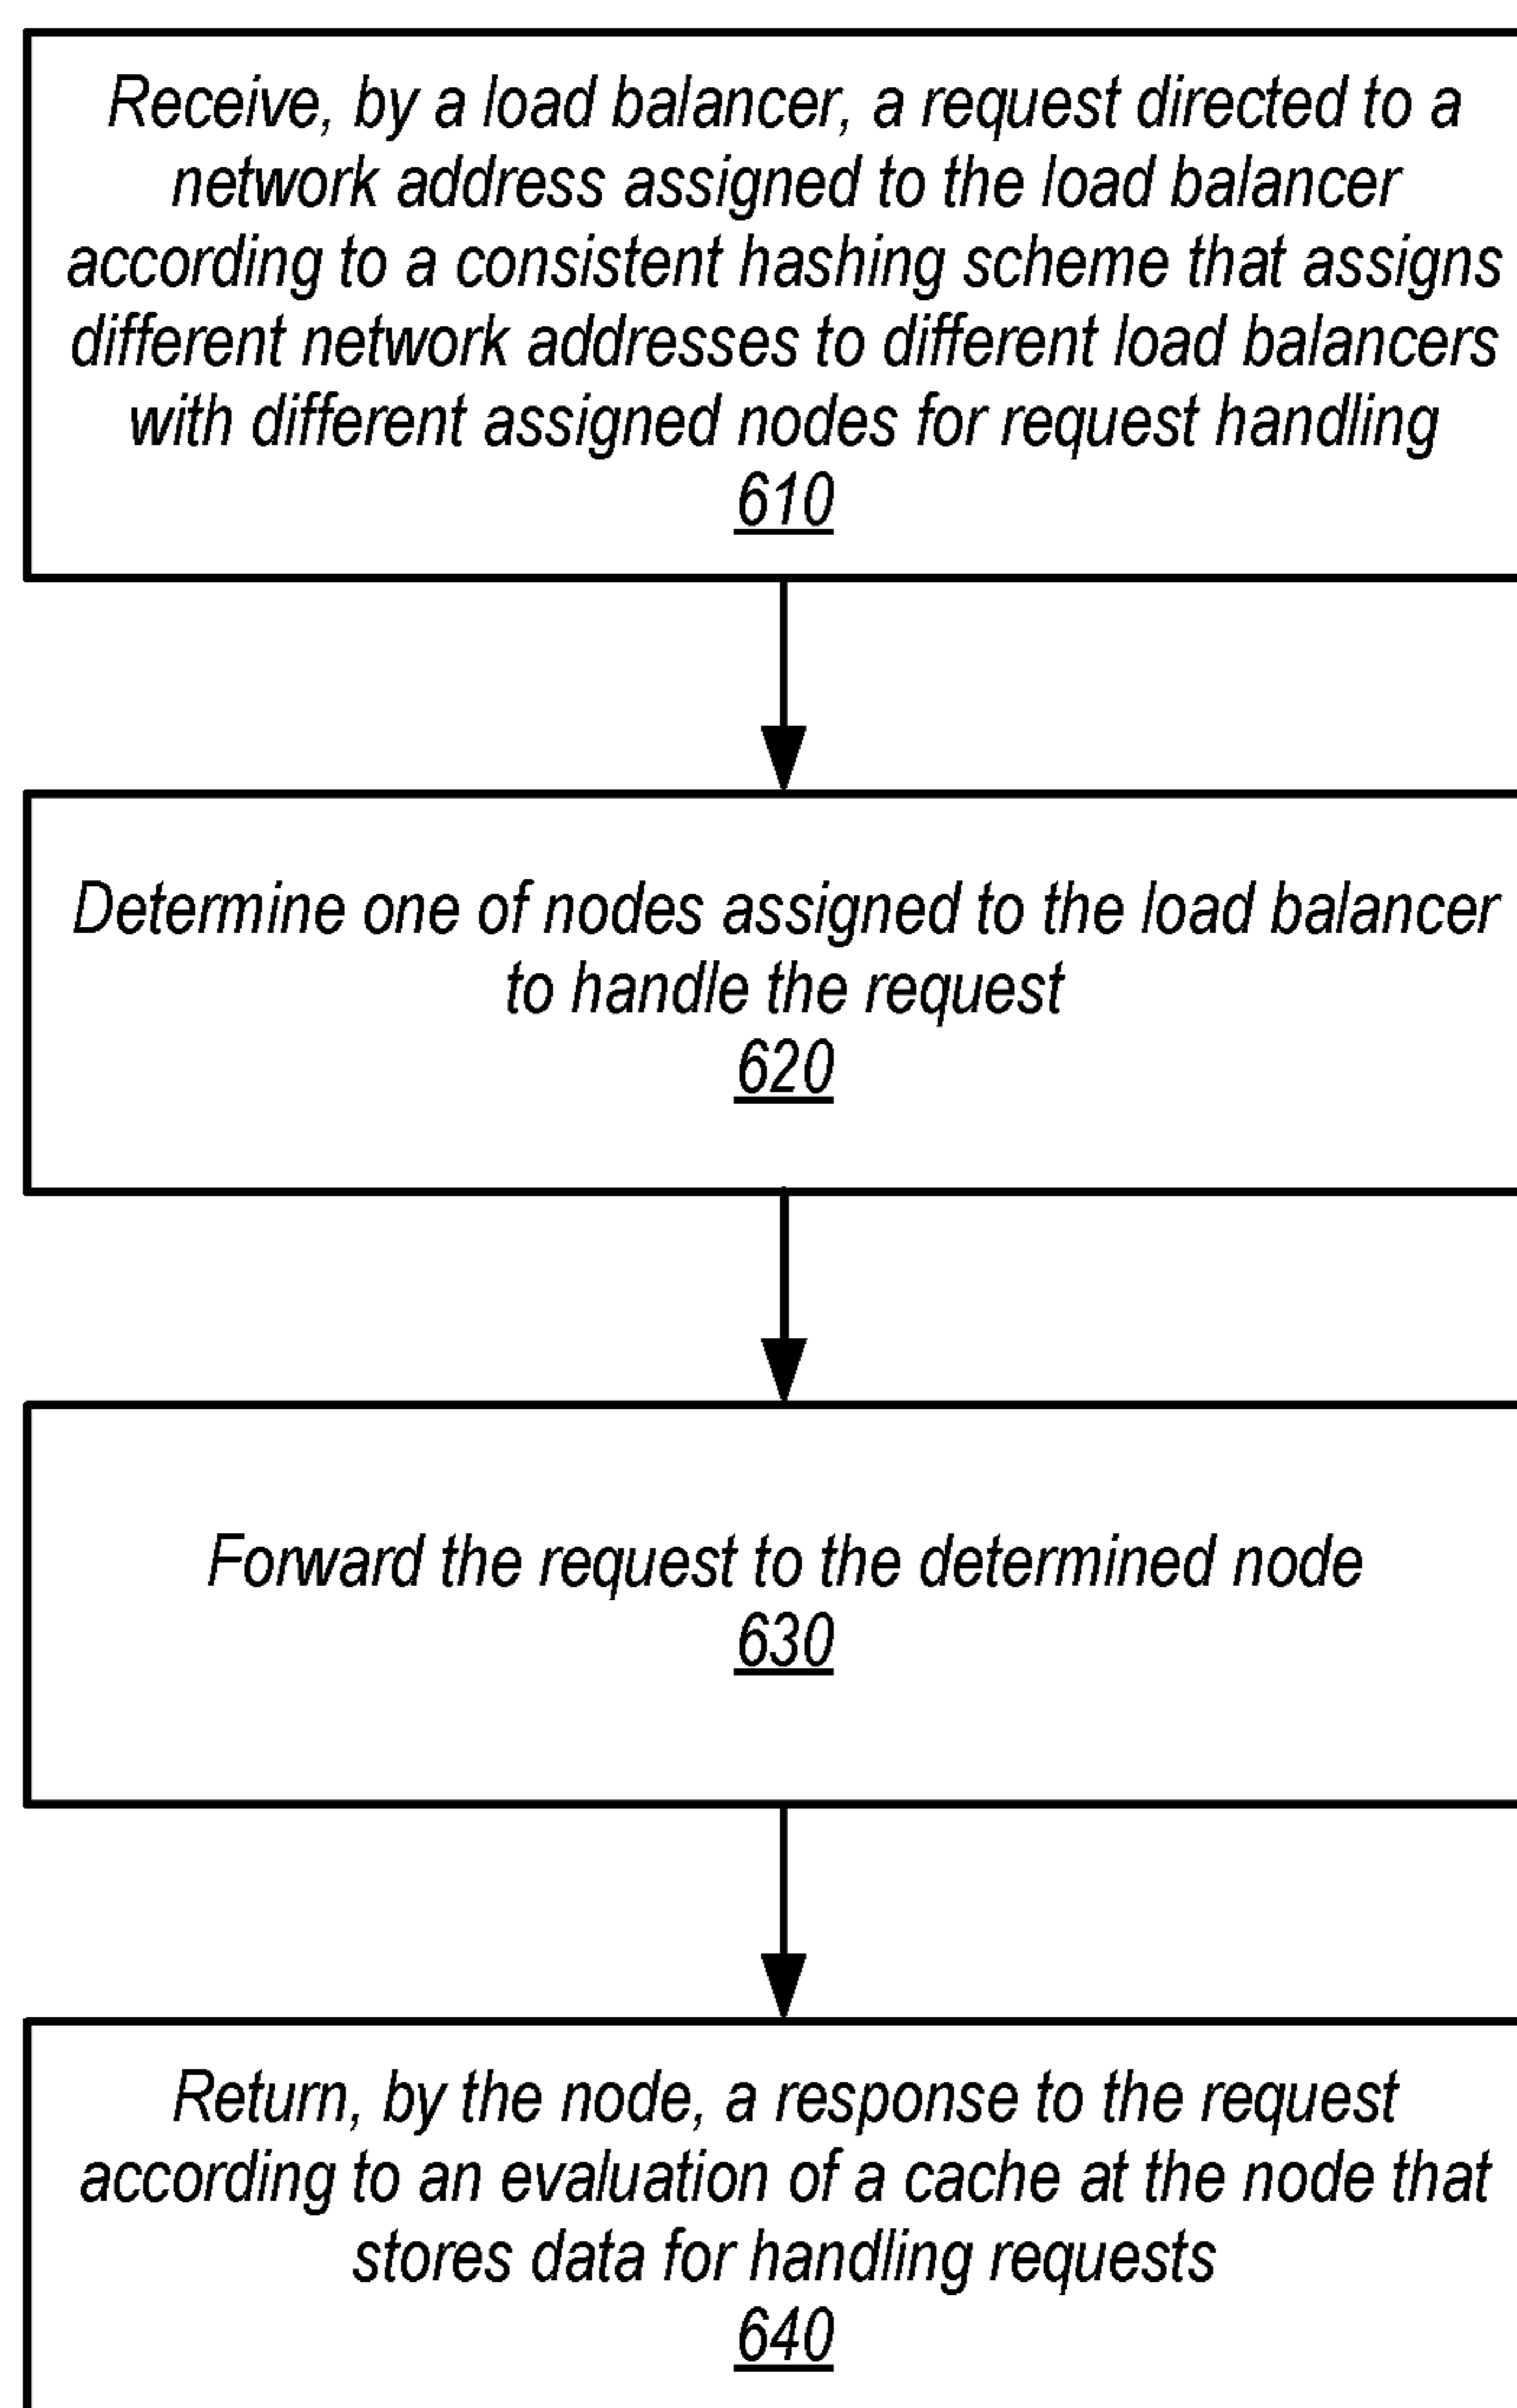 Receive, by a load balancer, a request directed to a
network address assigned to the load balancer
according to a consistent hashing scheme that assigns
different network addresses to different load balancers
with different assigned nodes for request handling
610
Determine one of nodes assigned to the load balancer
to handle the request
620
Forward the request to the determined node
630
Return, by the node, a response to the request
according to an evaluation of a cache at the node that
stores data for handling requests
640